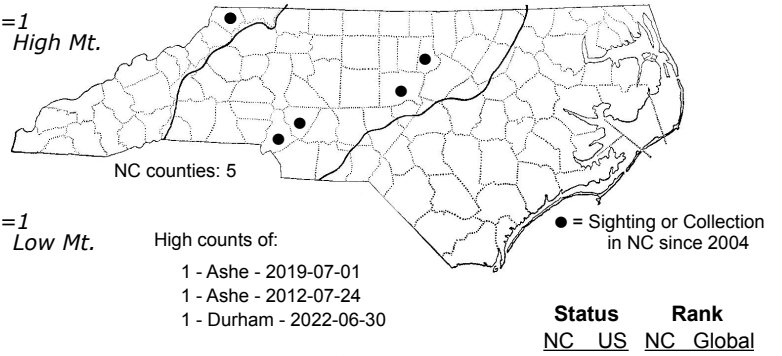 =1
High Mt.
NC counties: 5
=1
Low Mt.
High counts of:
1 - Ashe - 2019-07-01
1 - Ashe - 2012-07-24
1 - Durham - 2022-06-30
● = Sighting or Collection
in NC since 2004
Status Rank
NC US NC Global